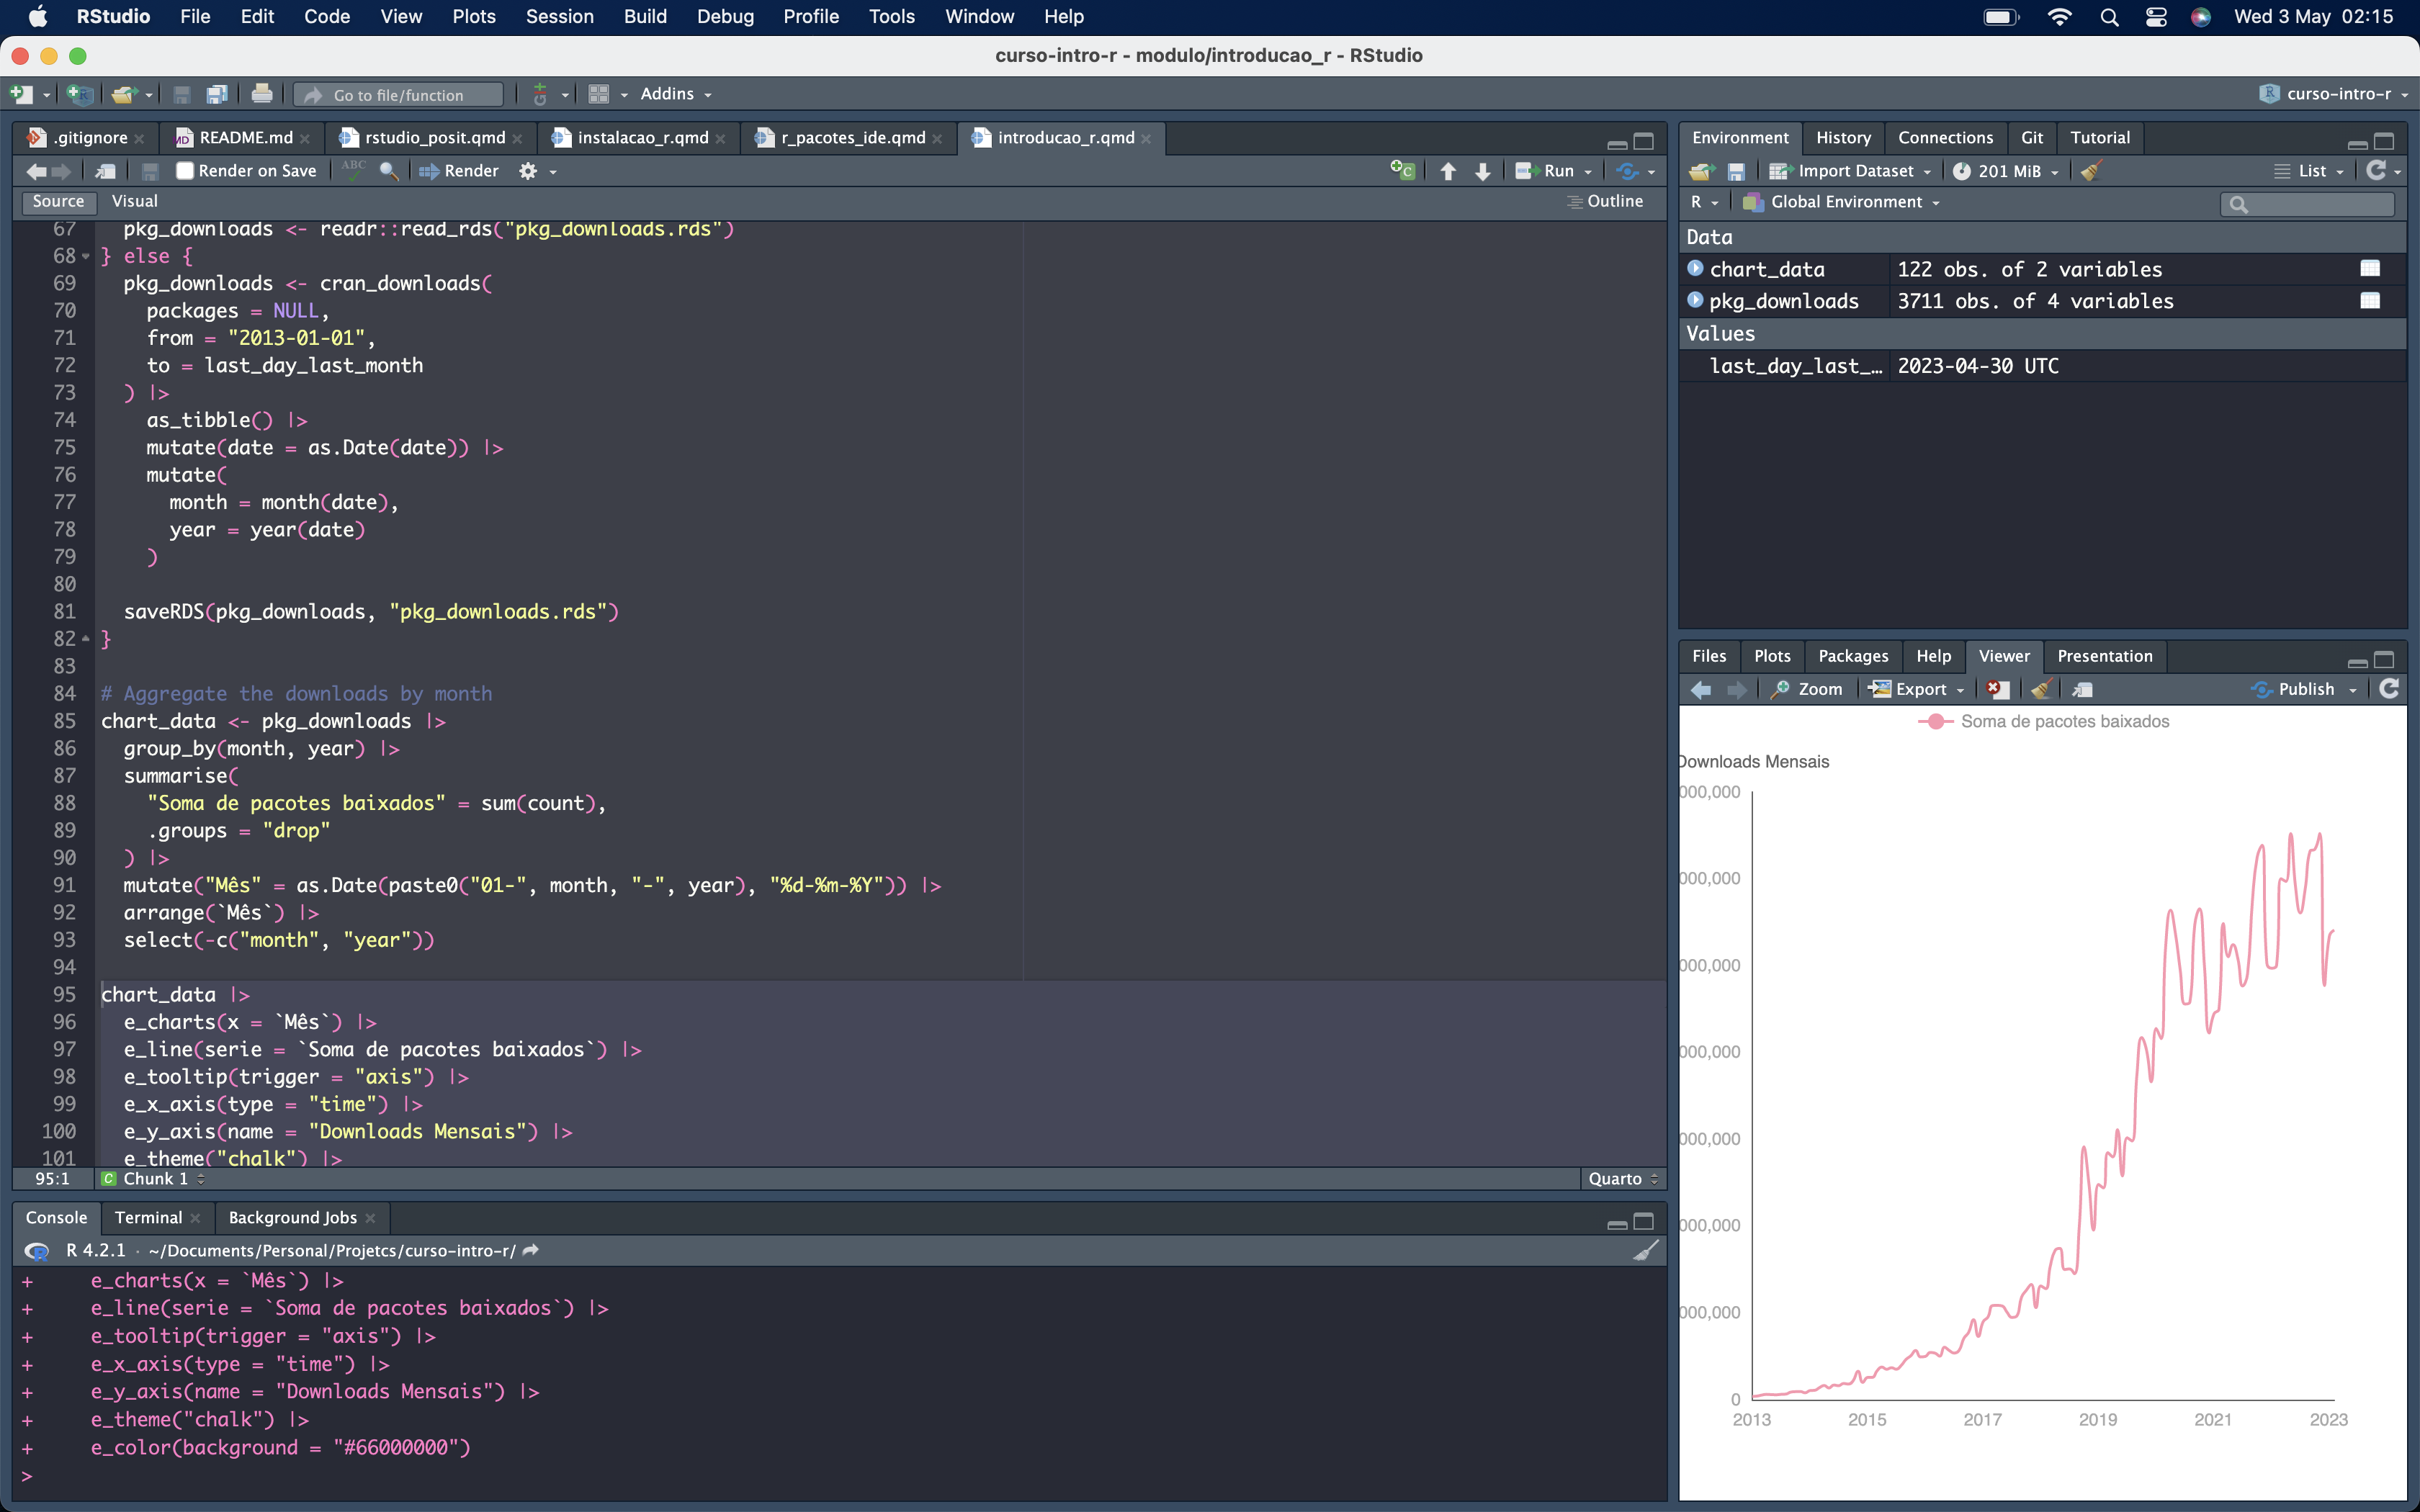 RStudio File Edit Code View Plots Session Build Debug Profile Tools Window Help Wed 3 May 02:15
curso-intro-r - modulo/introducao_r - RStudio
Go to file/function Addins curso-intro-r
.gitignore README.md rstudio_posit.qmd instalacao_r.qmd r_pacotes_ide.qmd introducao_r.qmd
Render on Save ABC Render Run
Source Visual Outline
67 pkg_downloads <- readr::read_rds("pkg_downloads.rds")
68 } else {
69 pkg_downloads <- cran_downloads(
70 packages = NULL,
71 from = "2013-01-01",
72 to = last_day_last_month
73 ) |>
74 as_tibble() |>
75 mutate(date = as.Date(date)) |>
76 mutate(
77 month = month(date),
78 year = year(date)
79 )
80
81 saveRDS(pkg_downloads, "pkg_downloads.rds")
82 }
83
84 # Aggregate the downloads by month
85 chart_data <- pkg_downloads |>
86 group_by(month, year) |>
87 summarise(
88 "Soma de pacotes baixados" = sum(count),
89 .groups = "drop"
90 ) |>
91 mutate("Mês" = as.Date(paste0("01-", month, "-", year), "%d-%m-%Y")) |>
92 arrange(`Mês`) |>
93 select(-c("month", "year"))
94
95 chart_data |>
96 e_charts(x = `Mês`) |>
97 e_line(serie = `Soma de pacotes baixados`) |>
98 e_tooltip(trigger = "axis") |>
99 e_x_axis(type = "time") |>
100 e_y_axis(name = "Downloads Mensais") |>
101 e_theme("chalk") |>
95:1 C Chunk 1 Quarto
Console Terminal Background Jobs
R 4.2.1 · ~/Documents/Personal/Projetcs/curso-intro-r/
+ e_charts(x = `Mês`) |>
+ e_line(serie = `Soma de pacotes baixados`) |>
+ e_tooltip(trigger = "axis") |>
+ e_x_axis(type = "time") |>
+ e_y_axis(name = "Downloads Mensais") |>
+ e_theme("chalk") |>
+ e_color(background = "#66000000")
>
Environment History Connections Git Tutorial
Import Dataset 201 MiB List
R Global Environment
Data
chart_data 122 obs. of 2 variables
pkg_downloads 3711 obs. of 4 variables
Values
last_day_last_… 2023-04-30 UTC
Files Plots Packages Help Viewer Presentation
Zoom Export Publish
Soma de pacotes baixados
Downloads Mensais
000,000
000,000
000,000
000,000
000,000
000,000
000,000
0
2013 2015 2017 2019 2021 2023